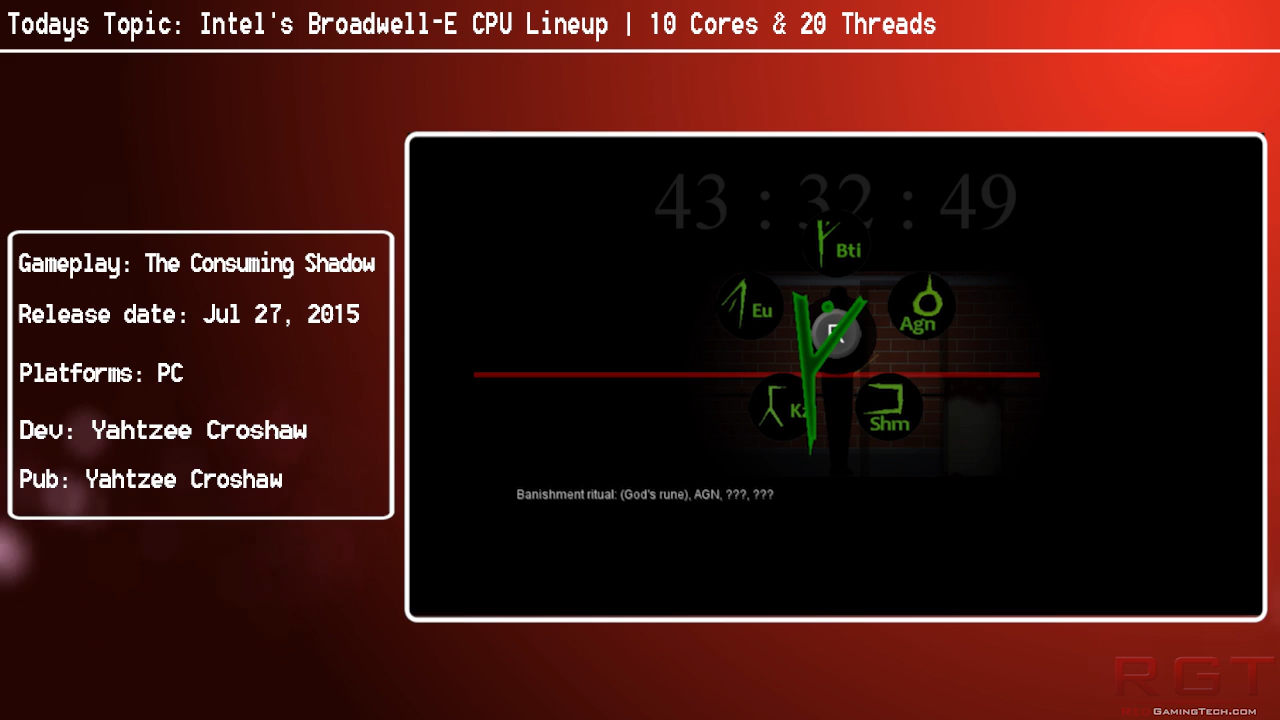 Todays Topic: Intel's Broadwell-E CPU Lineup | 10 Cores & 20 Threads
Gameplay: The Consuming Shadow
Release date: Jul 27, 2015
Platforms: PC
Dev: Yahtzee Croshaw
Pub: Yahtzee Croshaw
43 : 32 : 49
Bti
Eu
Agn
Shm
Banishment ritual: (God's rune), AGN, ???, ???
RGT
RedGamingTech.com